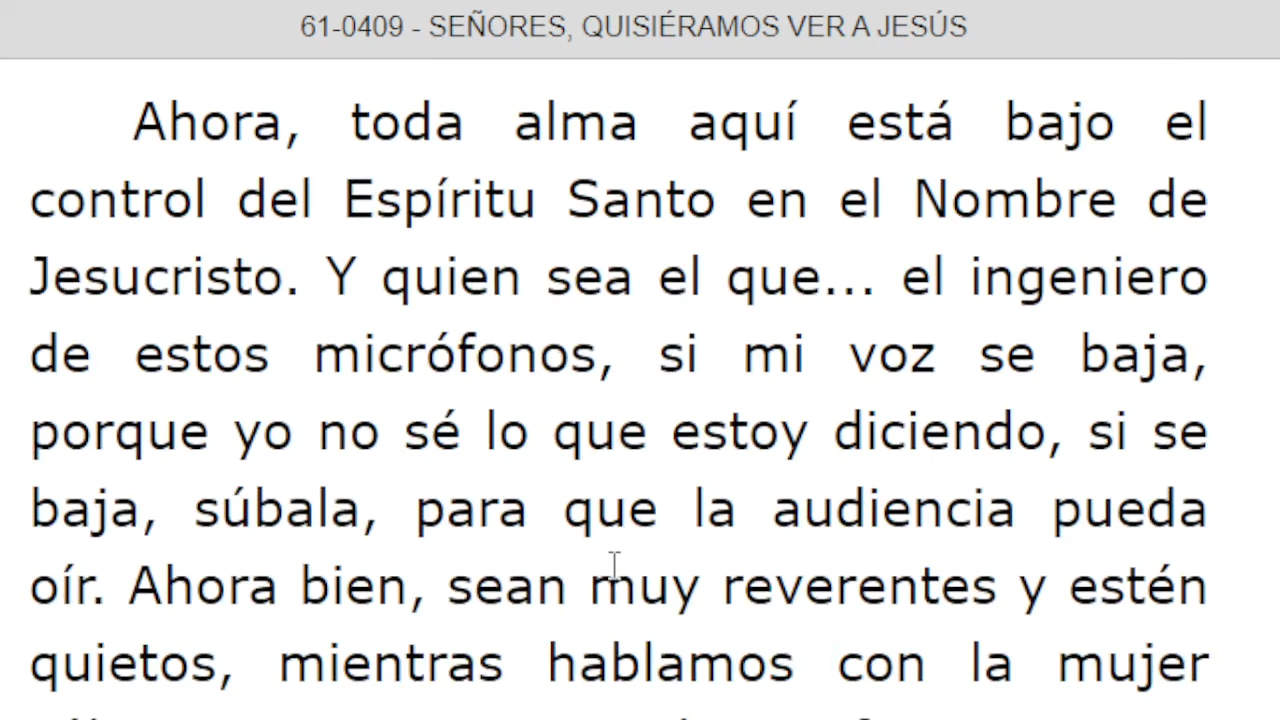 61-0409 - SEÑORES, QUISIÉRAMOS VER A JESÚS
Ahora, toda alma aquí está bajo el
control del Espíritu Santo en el Nombre de
Jesucristo. Y quien sea el que... el ingeniero
de estos micrófonos, si mi voz se baja,
porque yo no sé lo que estoy diciendo, si se
baja, súbala, para que la audiencia pueda
oír. Ahora bien, sean muy reverentes y estén
quietos, mientras hablamos con la mujer